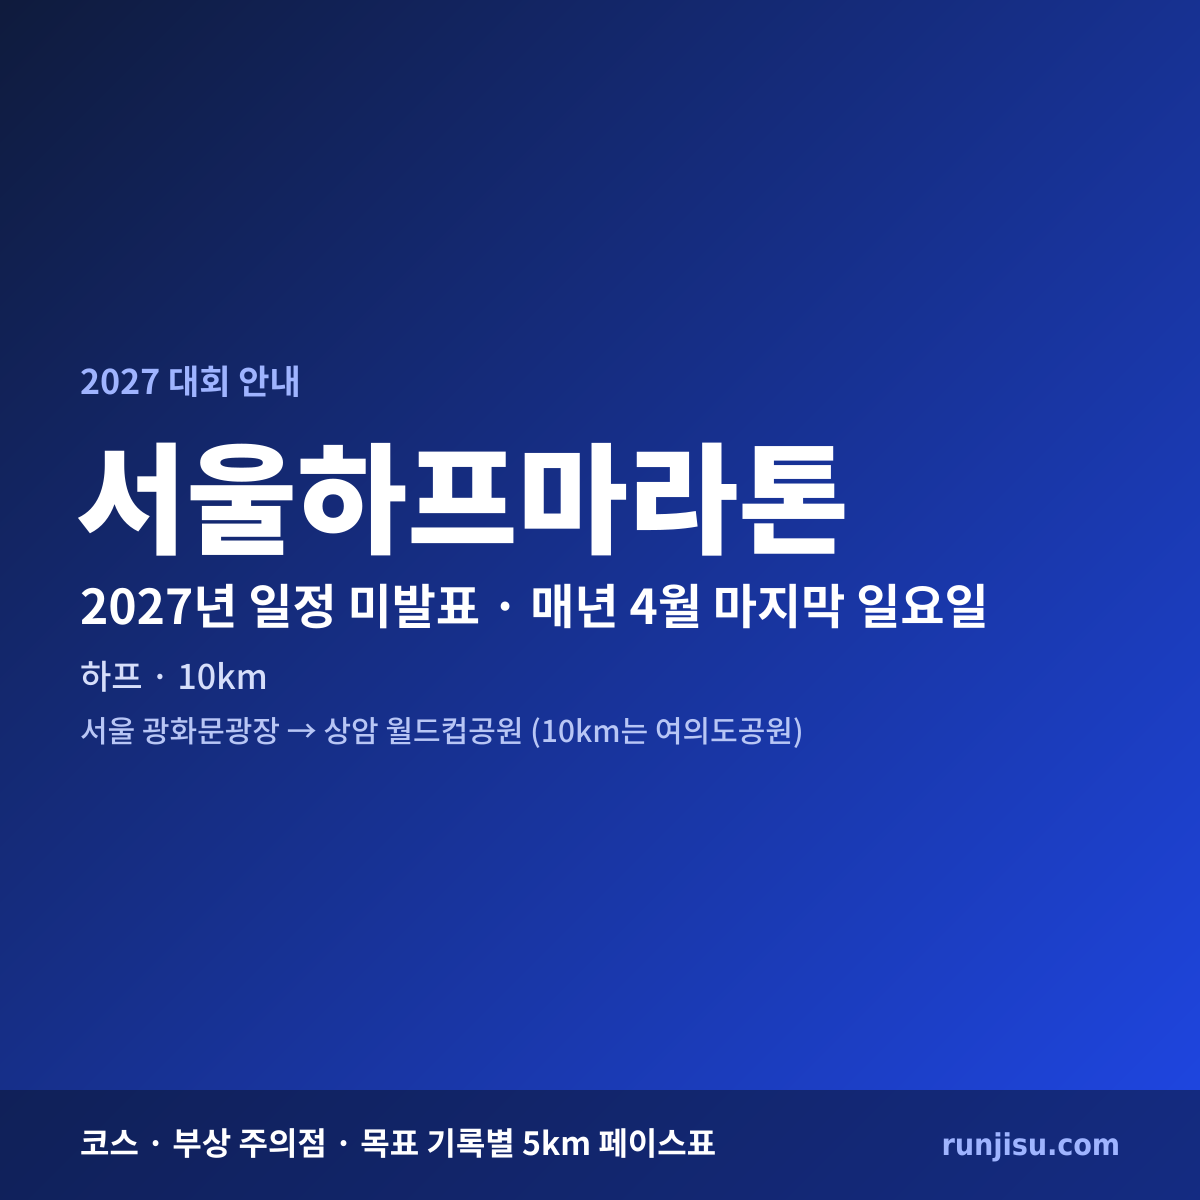 2027 대회 안내
서울하프마라톤
2027년 일정 미발표 · 매년 4월 마지막 일요일
하프 · 10km
서울 광화문광장 → 상암 월드컵공원 (10km는 여의도공원)
코스 · 부상 주의점 · 목표 기록별 5km 페이스표
runjisu.com